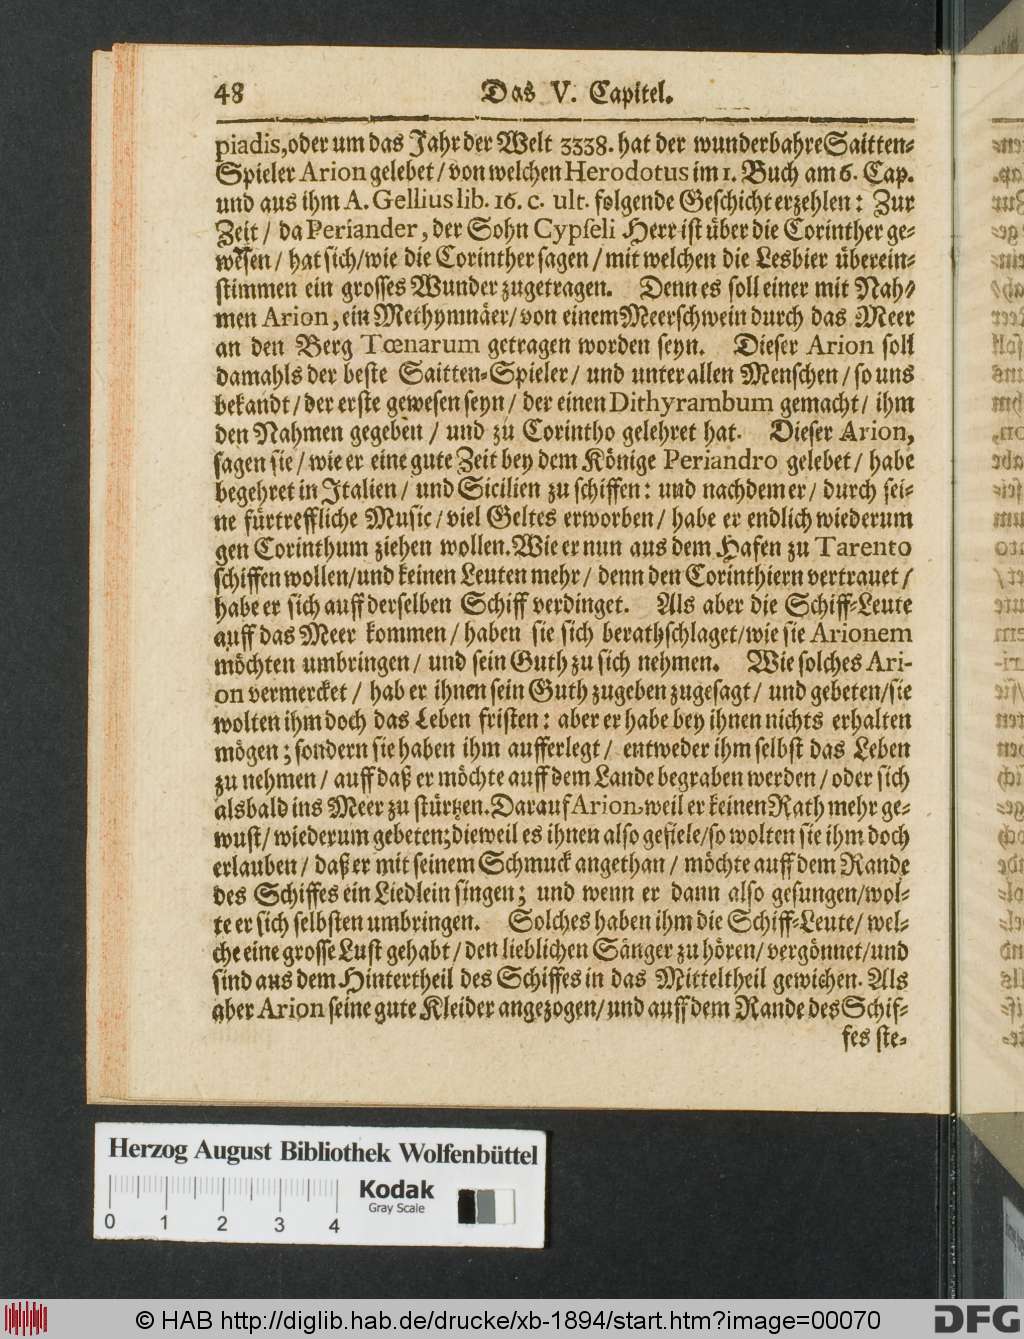 48 Das V. Capitel.
piadis, oder um das Jahr der Welt 3338. hat der wunderbahre Saitten-
Spieler Arion gelebet / von welchen Herodotus im 1. Buch am 6. Cap.
und aus ihm A. Gellius lib. 16. c. ult. folgende Geschicht erzehlen: Zur
Zeit / da Periander, der Sohn Cypseli Herr ist über die Corinther ge-
wesen / hat sich / wie die Corinther sagen / mit welchen die Lesbier überein-
stimmen ein grosses Wunder zugetragen. Denn es soll einer mit Nah-
men Arion, ein Methymnäer / von einem Meerschwein durch das Meer
an den Berg Tœnarum getragen worden seyn. Dieser Arion soll
damahls der beste Saitten-Spieler / und unter allen Menschen / so uns
bekandt / der erste gewesen seyn / der einen Dithyrambum gemacht / ihm
den Nahmen gegeben / und zu Corintho gelehret hat. Dieser Arion,
sagen sie / wie er eine gute Zeit bey dem Könige Periandro gelebet / habe
begehret in Italien / und Sicilien zu schiffen: und nachdem er / durch sei-
ne fürtreffliche Music / viel Geltes erworben / habe er endlich wiederum
gen Corinthum ziehen wollen. Wie er nun aus dem Hafen zu Tarento
schiffen wollen / und keinen Leuten mehr / denn den Corinthiern vertrauet /
habe er sich auff derselben Schiff verdinget. Als aber die Schiff-Leute
auff das Meer kommen / haben sie sich berathschlaget / wie sie Arionem
möchten umbringen / und sein Guth zu sich nehmen. Wie solches Ari-
on vermercket / hab er ihnen sein Guth zugeben zugesagt / und gebeten / sie
wolten ihm doch das Leben fristen: aber er habe bey ihnen nichts erhalten
mögen; sondern sie haben ihm aufferlegt / entweder ihm selbst das Leben
zu nehmen / auff daß er möchte auff dem Lande begraben werden / oder sich
alsbald ins Meer zu stürtzen. Darauf Arion, weil er keinen Rath mehr ge-
wust / wiederum gebeten; dieweil es ihnen also gefiele / so wolten sie ihm doch
erlauben / daß er mit seinem Schmuck angethan / möchte auff dem Rande
des Schiffes ein Liedlein singen; und wenn er dann also gesungen / wol-
te er sich selbsten umbringen. Solches haben ihm die Schiff-Leute / wel-
che eine grosse Lust gehabt / den lieblichen Sänger zu hören / vergönnet / und
sind aus dem Hintertheil des Schiffes in das Mitteltheil gewichen. Als
aber Arion seine gute Kleider angezogen / und auff dem Rande des Schif-
fes ste-
Herzog August Bibliothek Wolfenbüttel
Kodak
Gray Scale
0 1 2 3 4
© HAB http://diglib.hab.de/drucke/xb-1894/start.htm?image=00070
DFG